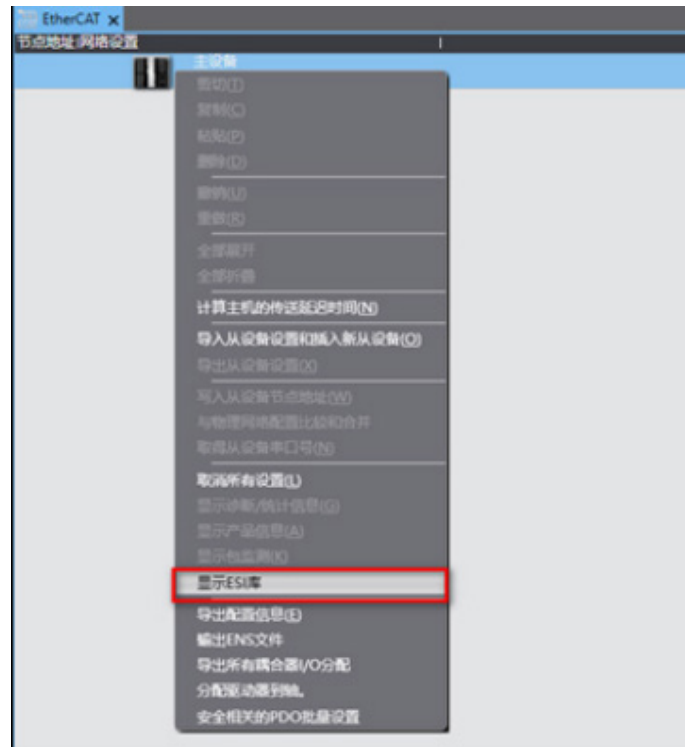 EtherCAT ×
节点地址|网络设置
主设备
剪切(T)
复制(C)
粘贴(P)
删除(D)
撤销(U)
重做(R)
全部展开
全部折叠
计算主机的传送延迟时间(N)
导入从设备设置和插入新从设备(O)
导出从设备设置(X)
写入从设备节点地址(W)
与物理网络配置比较和合并
取得从设备串口号(N)
取消所有设置(L)
显示诊断/统计信息(G)
显示产品信息(A)
显示包监测(K)
显示ESI库
导出配置信息(E)
输出ENS文件
导出所有耦合器I/O分配
分配驱动器到轴。
安全相关的PDO批量设置